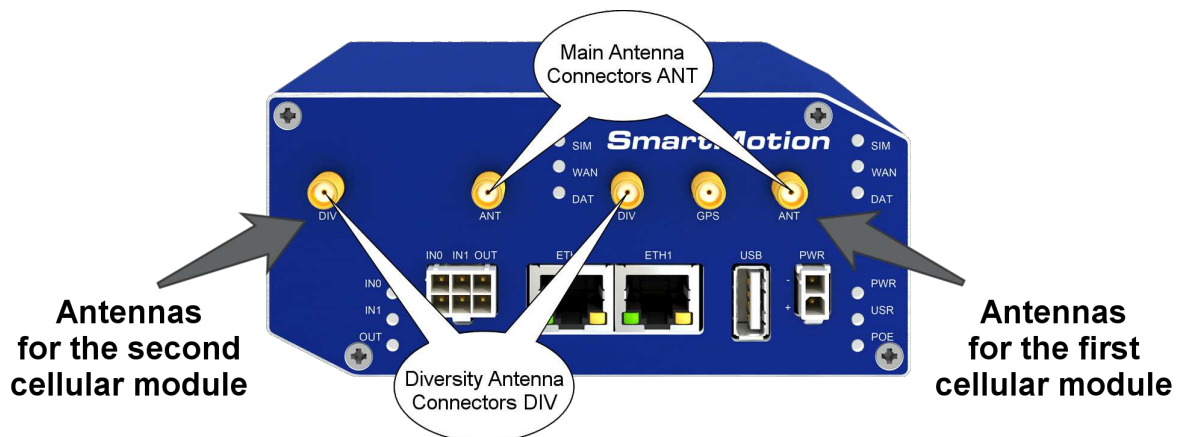 Main Antenna
Connectors ANT
SmartMotion
SIM
WAN
DAT
SIM
WAN
DAT
DIV
ANT
DIV
GPS
ANT
IN0 IN1 OUT
ETH1
USB
PWR
-
+
IN0
IN1
OUT
PWR
USR
POE
Antennas
for the second
cellular module
Diversity Antenna
Connectors DIV
Antennas
for the first
cellular module